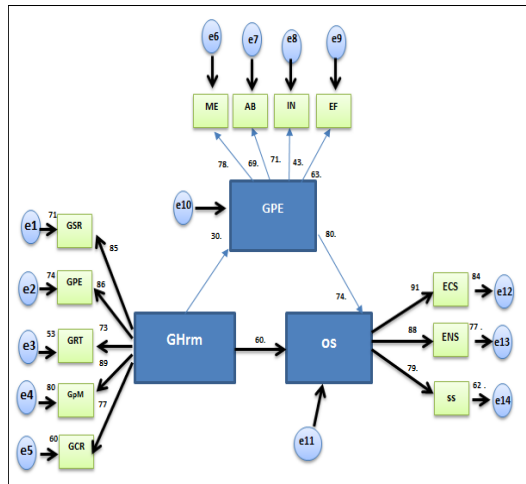 e6
e7
e8
e9
ME
AB
IN
EF
78.
69.
71.
43.
63.
e10
GPE
30.
80.
74.
e1
71
GSR
85
e2
74
GPE
86
e3
53
GRT
73
e4
80
GpM
89
e5
60
GCR
77
GHrm
60.
os
e11
91
ECS
84
e12
88
ENS
77 .
e13
79.
ss
62 .
e14